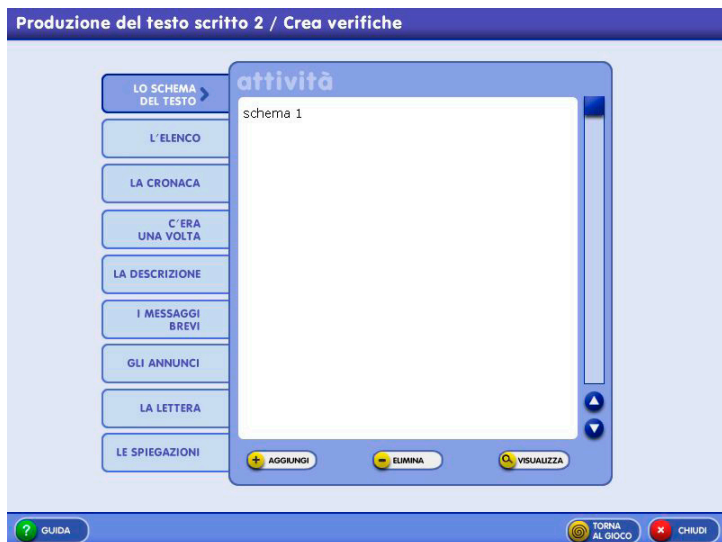 Produzione del testo scritto 2 / Crea verifiche
LO SCHEMA
DEL TESTO
L'ELENCO
LA CRONACA
C'ERA
UNA VOLTA
LA DESCRIZIONE
I MESSAGGI
BREVI
GLI ANNUNCI
LA LETTERA
LE SPIEGAZIONI
attività
schema 1
AGGIUNGI
ELIMINA
VISUALIZZA
? GUIDA
TORNA
AL GIOCO
CHIUDI